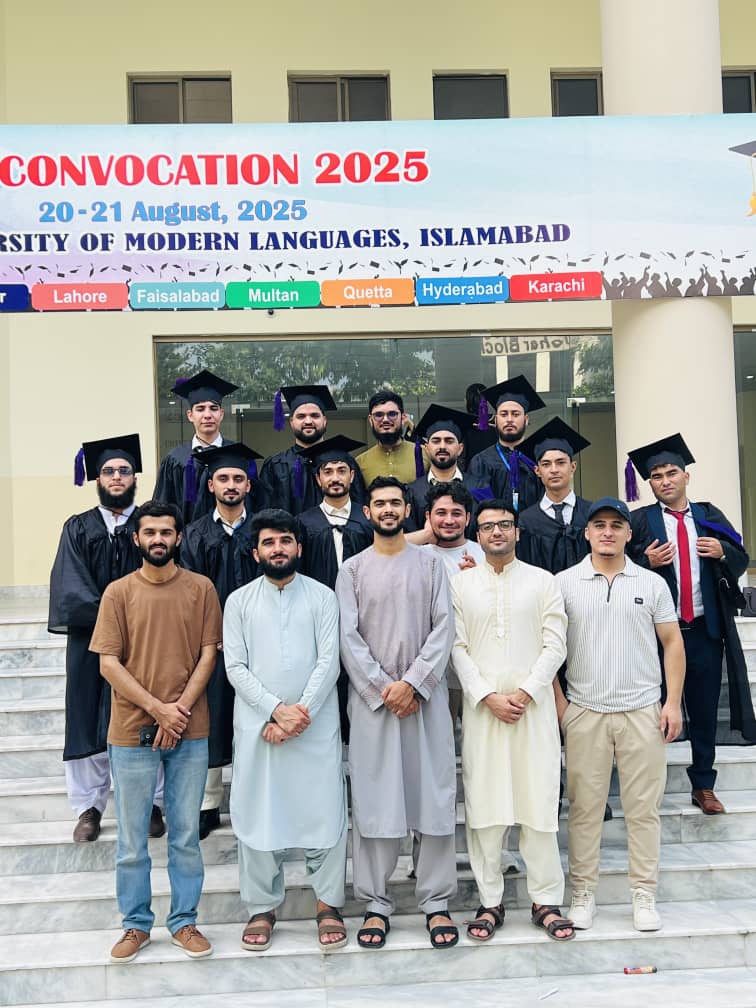 CONVOCATION 2025
20-21 August, 2025
RSITY OF MODERN LANGUAGES, ISLAMABAD
r Lahore Faisalabad Multan Quetta Hyderabad Karachi